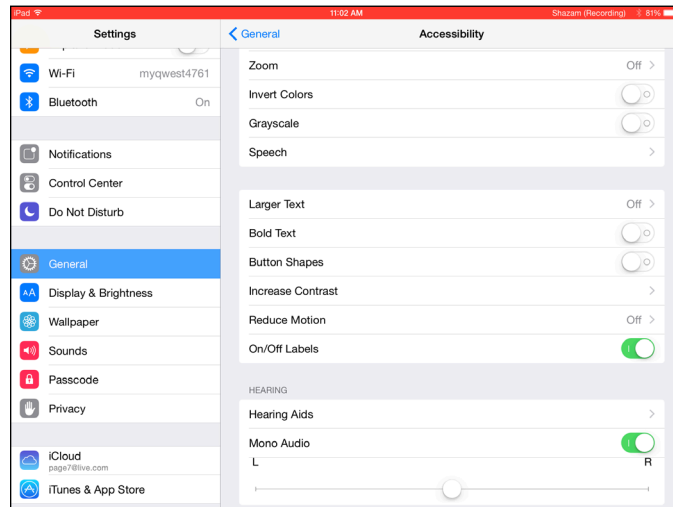 iPad 11:02 AM Shazam (Recording) 81%
Settings General Accessibility
Wi-Fi myqwest4761
Bluetooth On
Notifications
Control Center
Do Not Disturb
General
Display & Brightness
Wallpaper
Sounds
Passcode
Privacy
iCloud
page7@live.com
iTunes & App Store
Zoom Off
Invert Colors
Grayscale
Speech
Larger Text Off
Bold Text
Button Shapes
Increase Contrast
Reduce Motion Off
On/Off Labels
HEARING
Hearing Aids
Mono Audio
L R